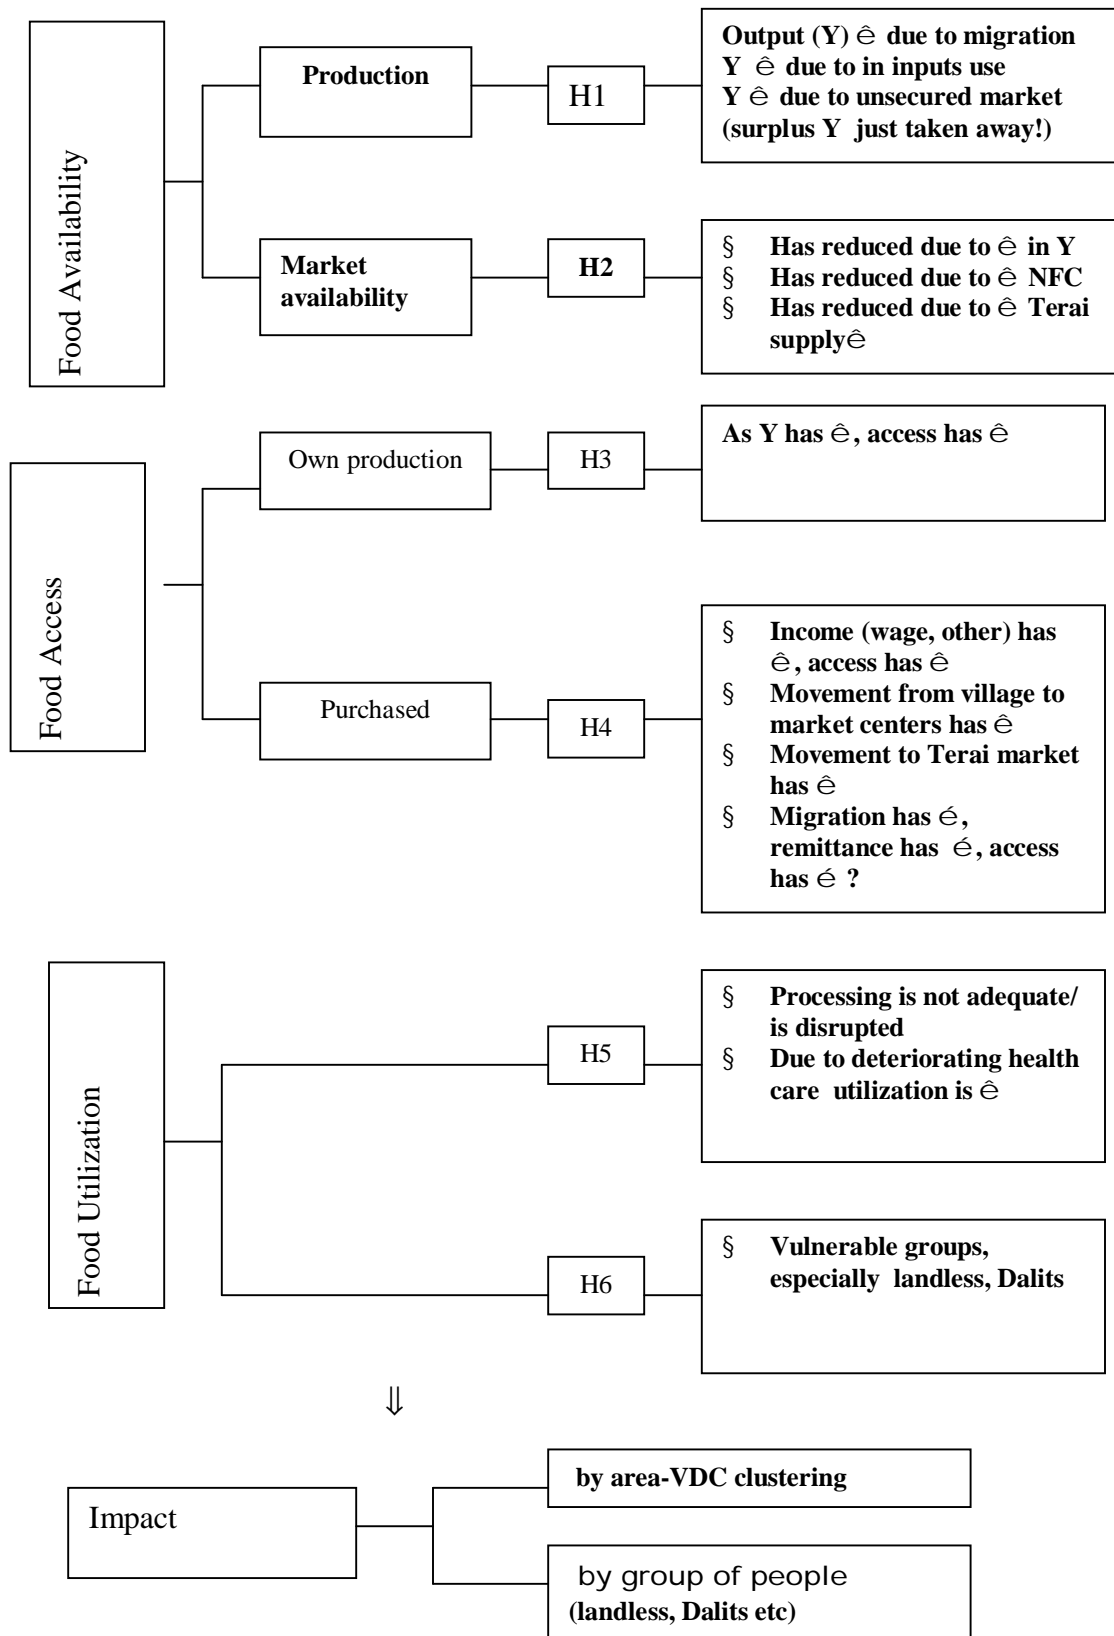 Food Availability
Production
H1
Output (Y) ê due to migration
Y ê due to in inputs use
Y ê due to unsecured market
(surplus Y just taken away!)
Market
availability
H2
§ Has reduced due to ê in Y
§ Has reduced due to ê NFC
§ Has reduced due to ê Terai
supplyê
Food Access
Own production
H3
As Y has ê, access has ê
Purchased
H4
§ Income (wage, other) has
ê, access has ê
§ Movement from village to
market centers has ê
§ Movement to Terai market
has ê
§ Migration has é,
remittance has é, access
has é ?
Food Utilization
H5
§ Processing is not adequate/
is disrupted
§ Due to deteriorating health
care utilization is ê
H6
§ Vulnerable groups,
especially landless, Dalits
⇓
Impact
by area-VDC clustering
by group of people
(landless, Dalits etc)